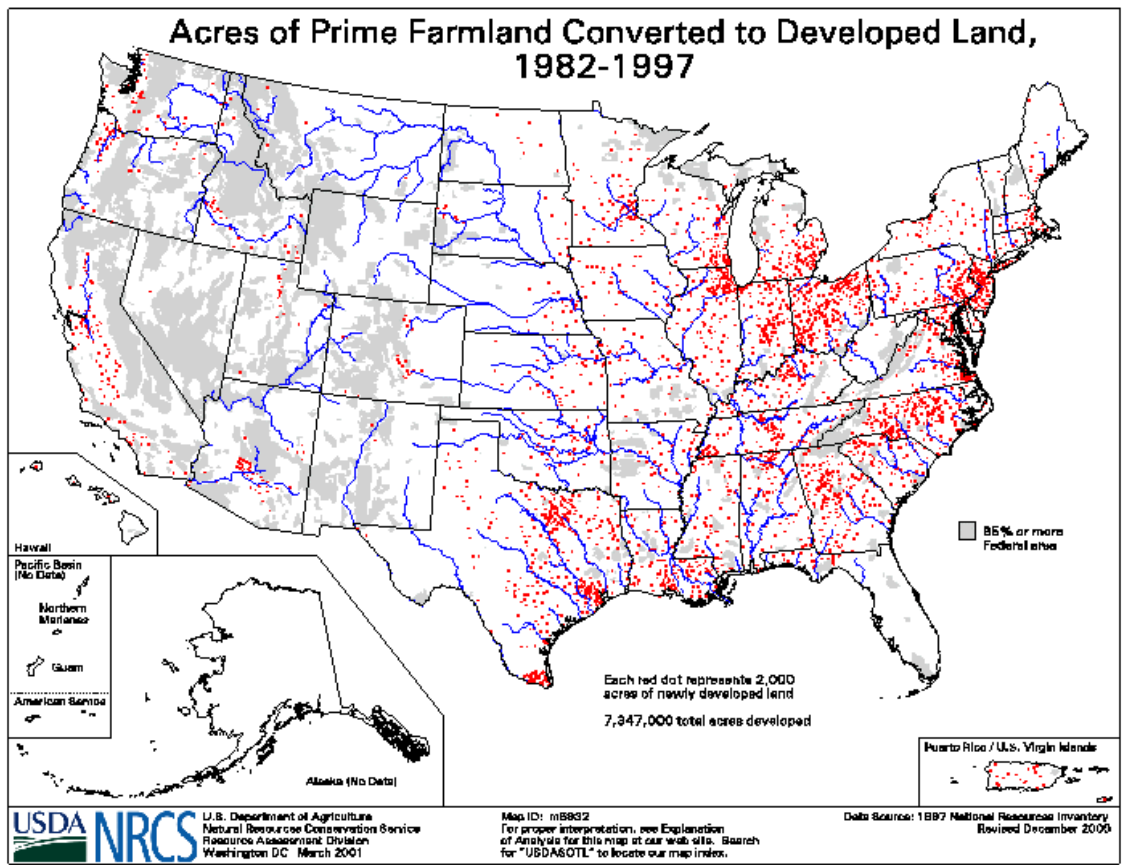 Acres of Prime Farmland Converted to Developed Land,
1982-1997
Hawaii
Pacific Basin
(No Data)
Northern
Marianas
Guam
American Samoa
Alaska (No Data)
95% or more
Federal area
Each red dot represents 2,000
acres of newly developed land
7,347,000 total acres developed
Puerto Rico / U.S. Virgin Islands
USDA
NRCS
U.S. Department of Agriculture
Natural Resources Conservation Service
Resource Assessment Division
Washington DC March 2001
Map ID: m5932
For proper interpretation, see Explanation
of Analysis for this map at our web site. Search
for "USDASOTL" to locate our map index.
Data Source: 1997 National Resources Inventory
Revised December 2000